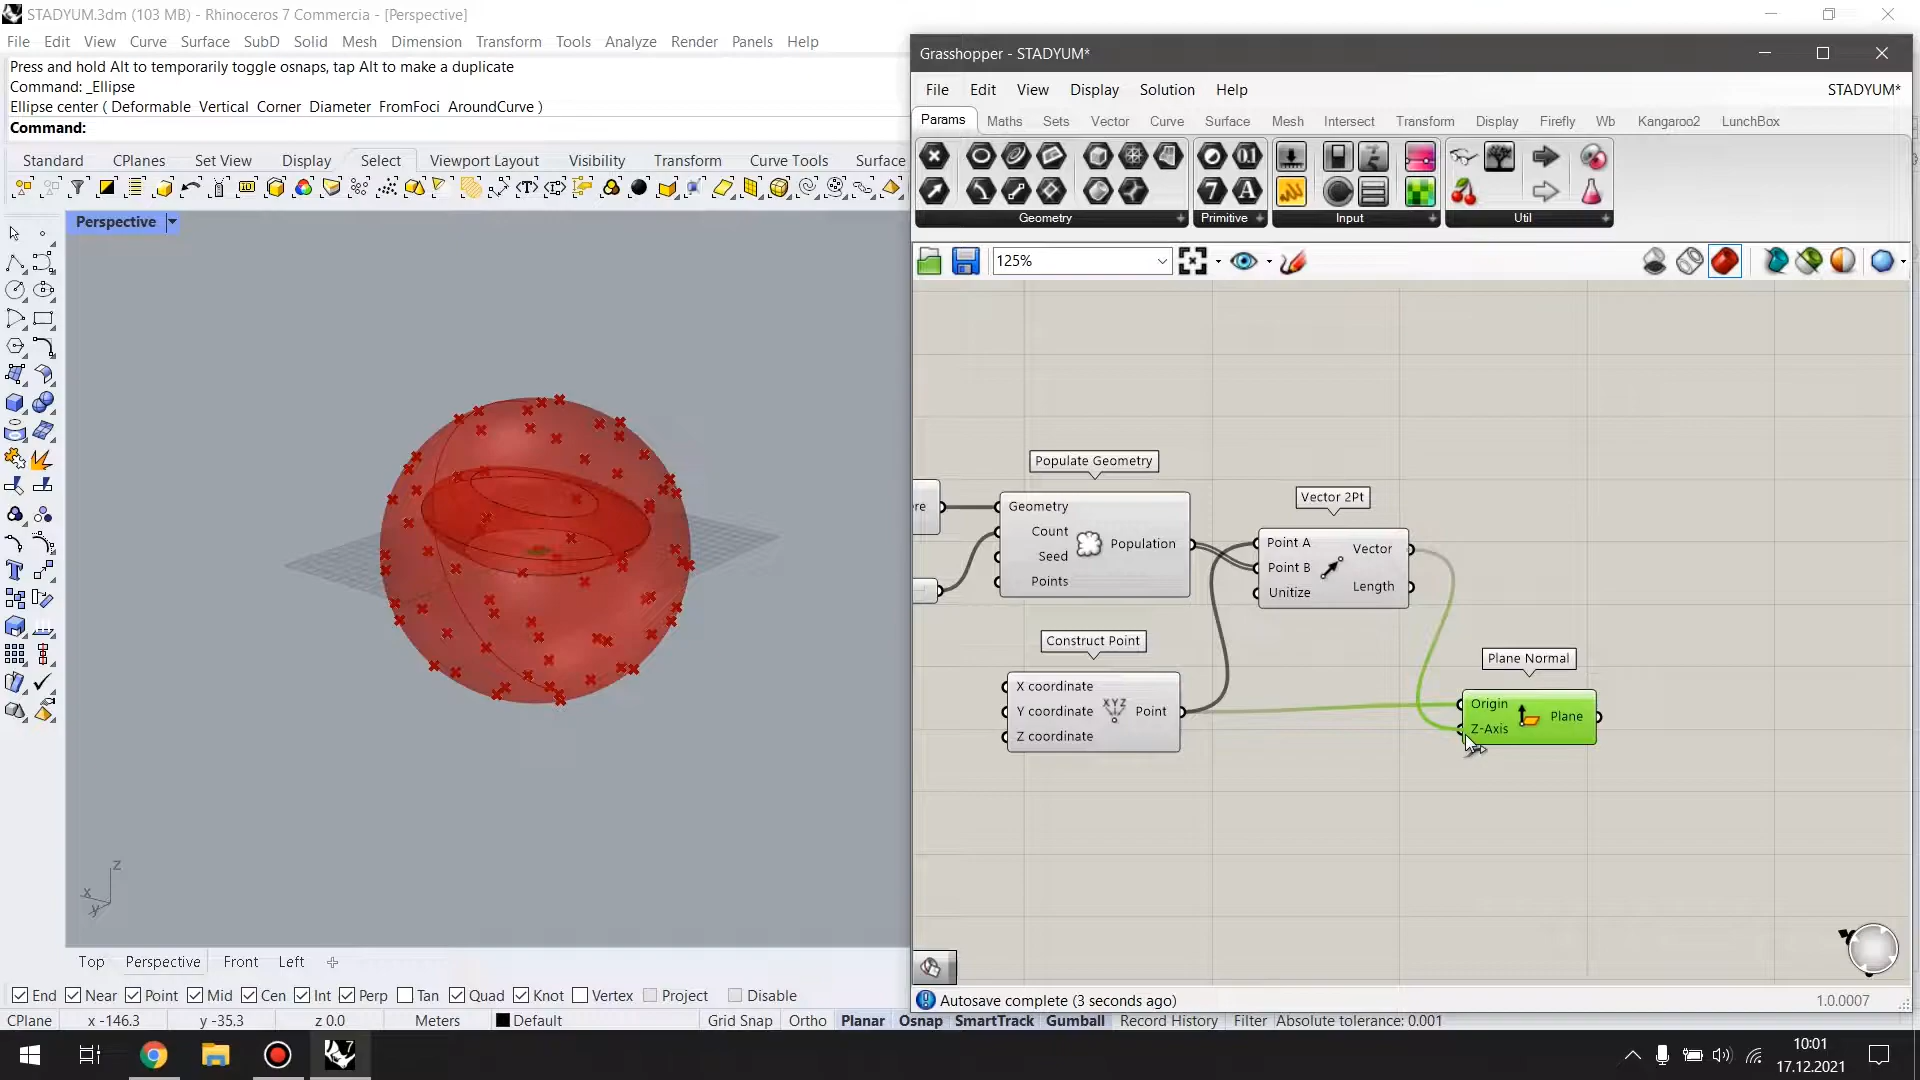 STADYUM.3dm (103 MB) - Rhinoceros 7 Commercia - [Perspective]
File Edit View Curve Surface SubD Solid Mesh Dimension Transform Tools Analyze Render Panels Help
Press and hold Alt to temporarily toggle osnaps, tap Alt to make a duplicate
Command: _Ellipse
Ellipse center ( Deformable Vertical Corner Diameter FromFoci AroundCurve )
Command:
Standard CPlanes Set View Display Select Viewport Layout Visibility Transform Curve Tools Surface
Perspective
z
x
y
Top Perspective Front Left
End Near Point Mid Cen Int Perp Tan Quad Knot Vertex Project Disable
CPlane x -146.3 y -35.3 z 0.0 Meters Default Grid Snap Ortho Planar Osnap SmartTrack Gumball Record History Filter Absolute tolerance: 0.001
Grasshopper - STADYUM*
File Edit View Display Solution Help STADYUM*
Params Maths Sets Vector Curve Surface Mesh Intersect Transform Display Firefly Wb Kangaroo2 LunchBox
Geometry Primitive Input Util
125%
Populate Geometry
re
Geometry
Count
Seed
Points
Population
Vector 2Pt
Point A
Point B
Unitize
Vector
Length
Construct Point
X coordinate
Y coordinate
Z coordinate
XYZ
Point
Plane Normal
Origin
Z-Axis
Plane
Autosave complete (3 seconds ago) 1.0.0007
10:01
17.12.2021